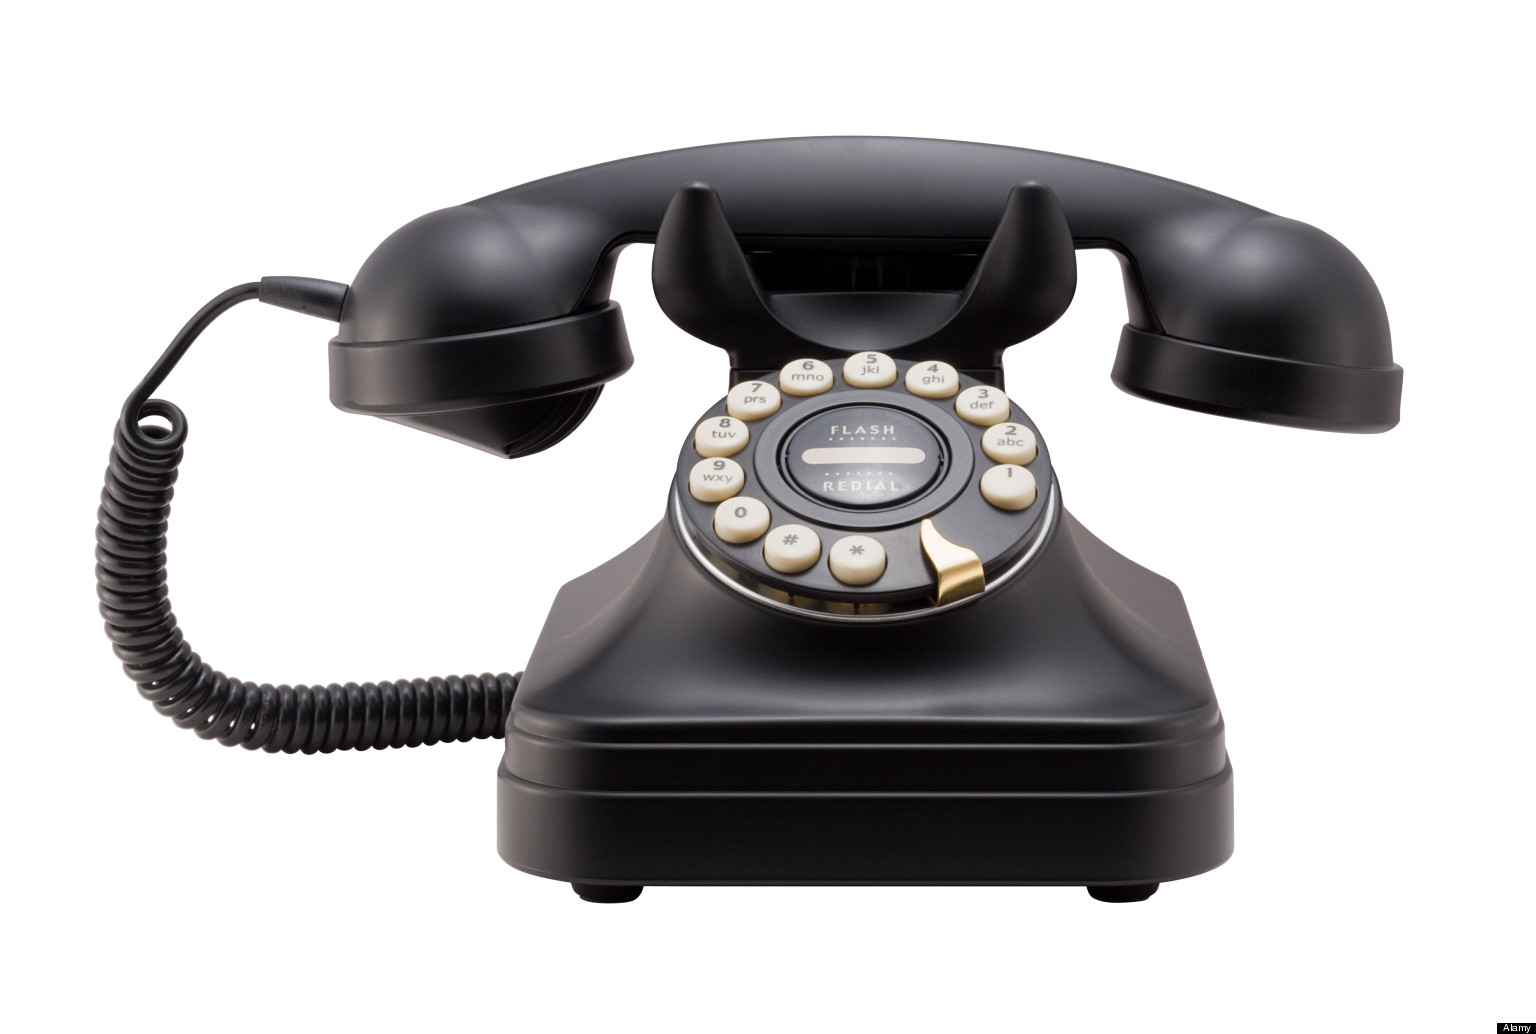 5
jkl
6
mno
4
ghi
7
prs
3
def
8
tuv
2
abc
9
wxy
1
0
#
*
FLASH
REDIAL
Alamy